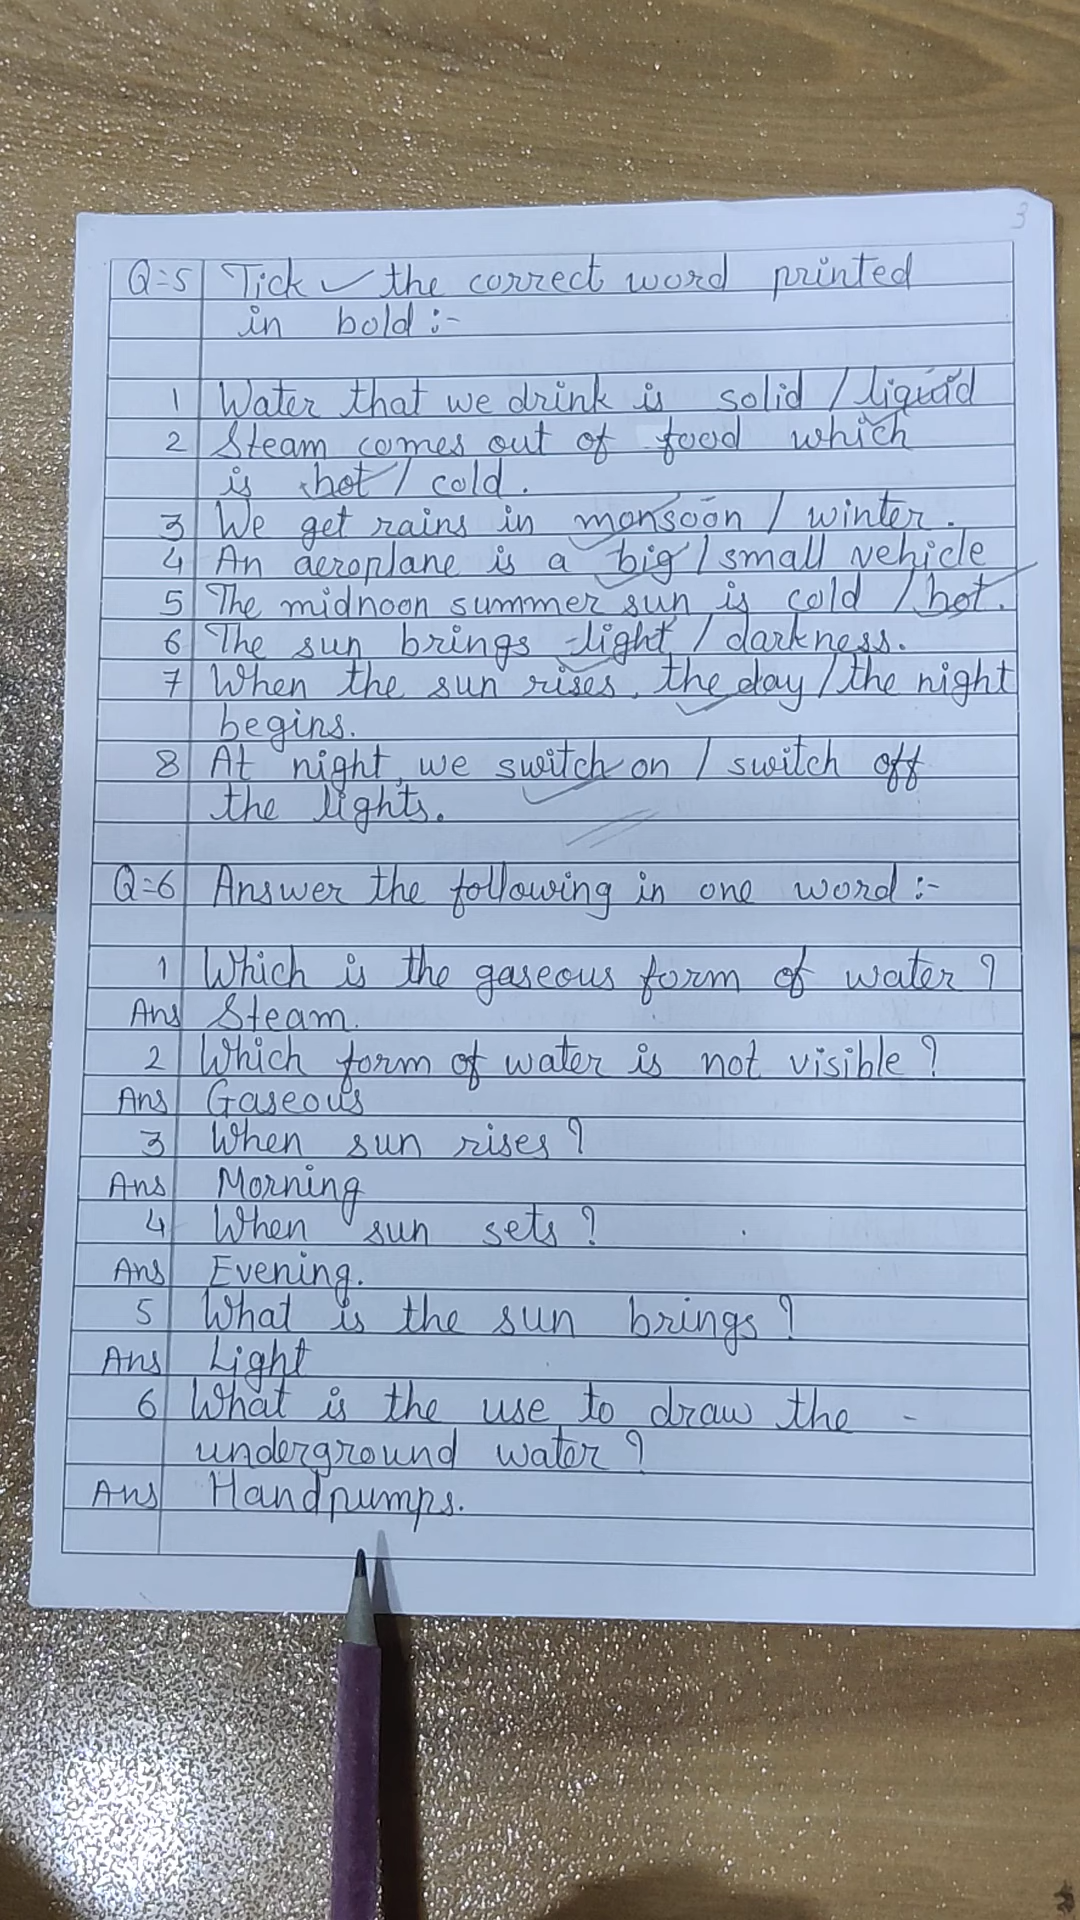 3
Q=5 Tick ✓ the correct word printed
in bold :-
1 Water that we drink is solid / liquid
2 Steam comes out of food which
is hot / cold.
3 We get rains in monsoon / winter.
4 An aeroplane is a big / small vehicle
5 The midnoon summer sun is cold / hot.
6 The sun brings light / darkness.
7 When the sun rises, the day / the night
begins.
8 At night, we switch on / switch off
the lights.
Q=6 Answer the following in one word :-
1 Which is the gaseous form of water ?
Ans Steam.
2 Which form of water is not visible ?
Ans Gaseous
3 When sun rises ?
Ans Morning
4 When sun sets ?
Ans Evening.
5 What is the sun brings ?
Ans Light
6 What is the use to draw the -
underground water ?
Ans Handpumps.